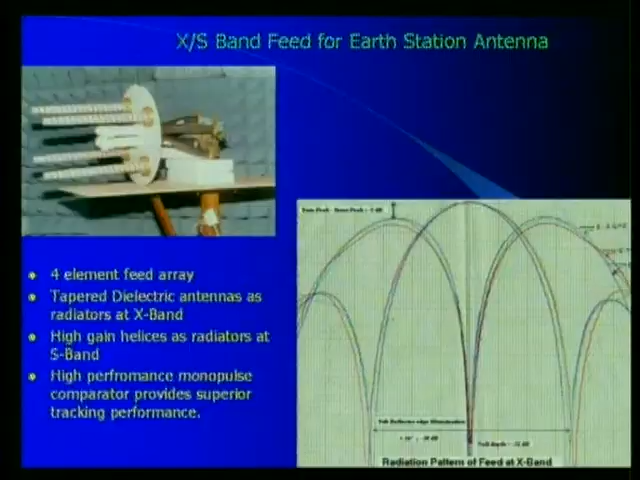 X/S Band Feed for Earth Station Antenna
4 element feed array
Tapered Dielectric antennas as
radiators at X-Band
High gain helices as radiators at
S-Band
High perfromance monopulse
comparator provides superior
tracking performance.
Radiation Pattern of Feed at X-Band